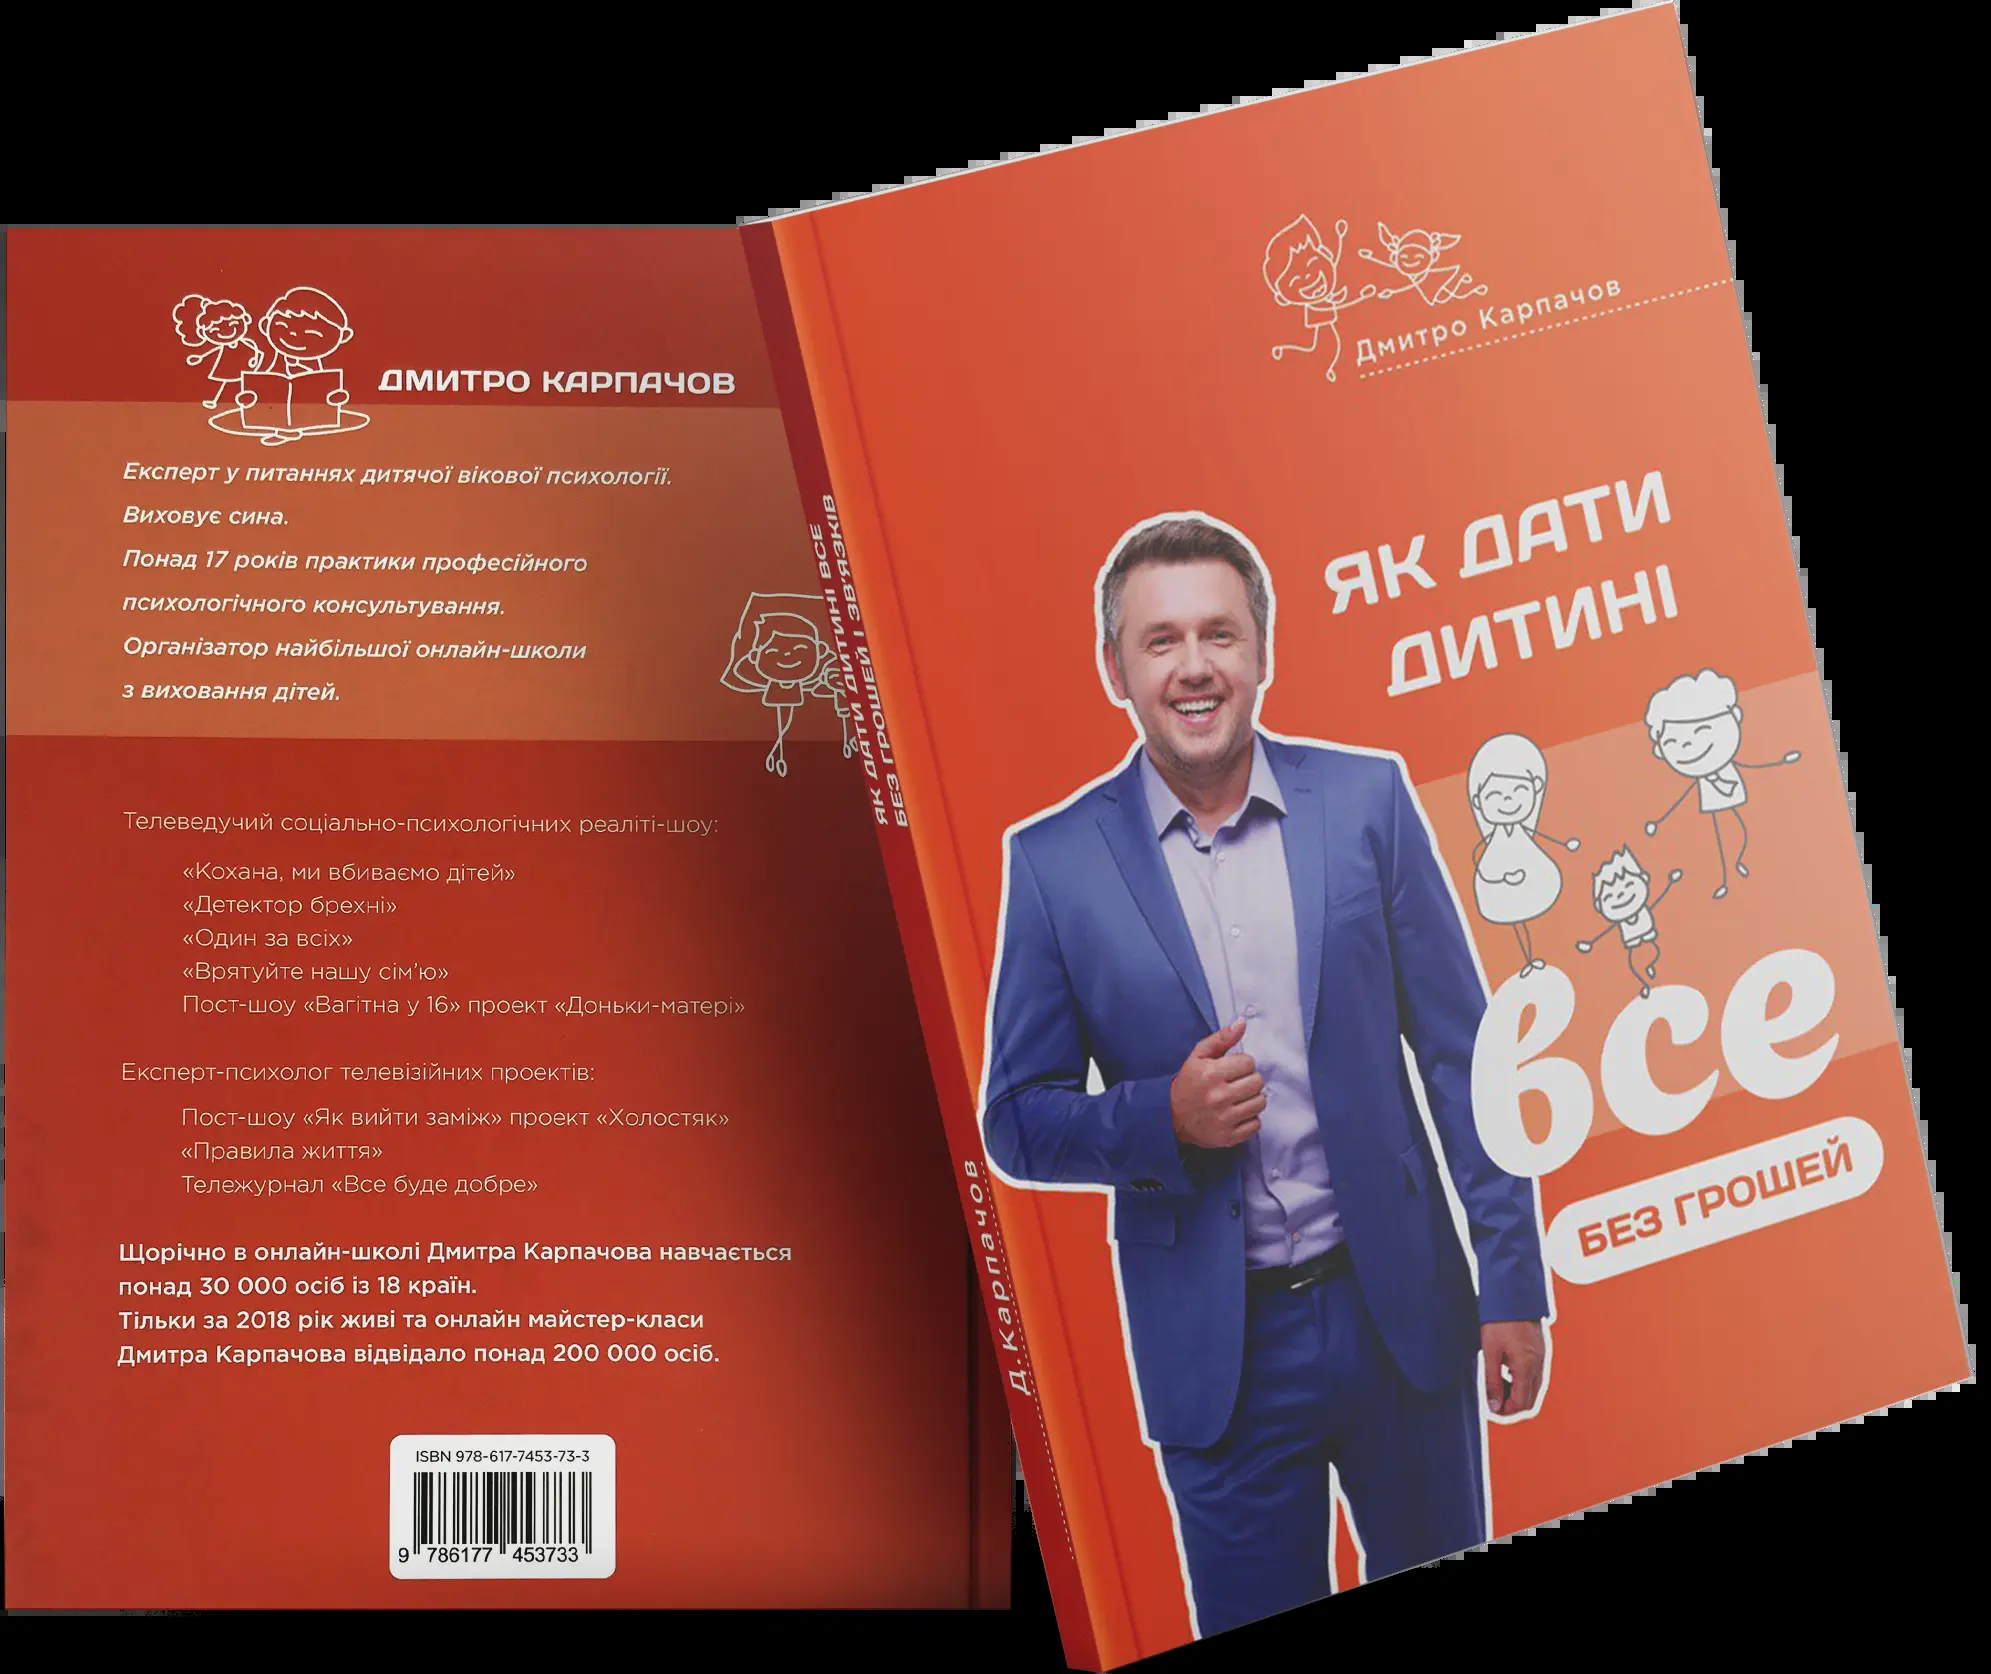 ДМИТРО КАРПАЧОВ
Експерт у питаннях дитячої вікової психології.
Виховує сина.
Понад 17 років практики професійного
психологічного консультування.
Організатор найбільшої онлайн-школи
з виховання дітей.
Телеведучий соціально-психологічних реаліті-шоу:
«Кохана, ми вбиваємо дітей»
«Детектор брехні»
«Один за всіх»
«Врятуйте нашу сім'ю»
Пост-шоу «Вагітна у 16» проект «Доньки-матері»
Експерт-психолог телевізійних проектів:
Пост-шоу «Як вийти заміж» проект «Холостяк»
«Правила життя»
Тележурнал «Все буде добре»
Щорічно в онлайн-школі Дмитра Карпачова навчається
понад 30 000 осіб із 18 країн.
Тільки за 2018 рік живі та онлайн майстер-класи
Дмитра Карпачова відвідало понад 200 000 осіб.
ISBN 978-617-7453-73-3
9 786177 453733
ЯК ДАТИ ДИТИНІ ВСЕ
БЕЗ ГРОШЕЙ І ЗВ'ЯЗКІВ
Д.Карпачов
Дмитро Карпачов
ЯК ДАТИ
ДИТИНІ
все
БЕЗ ГРОШЕЙ